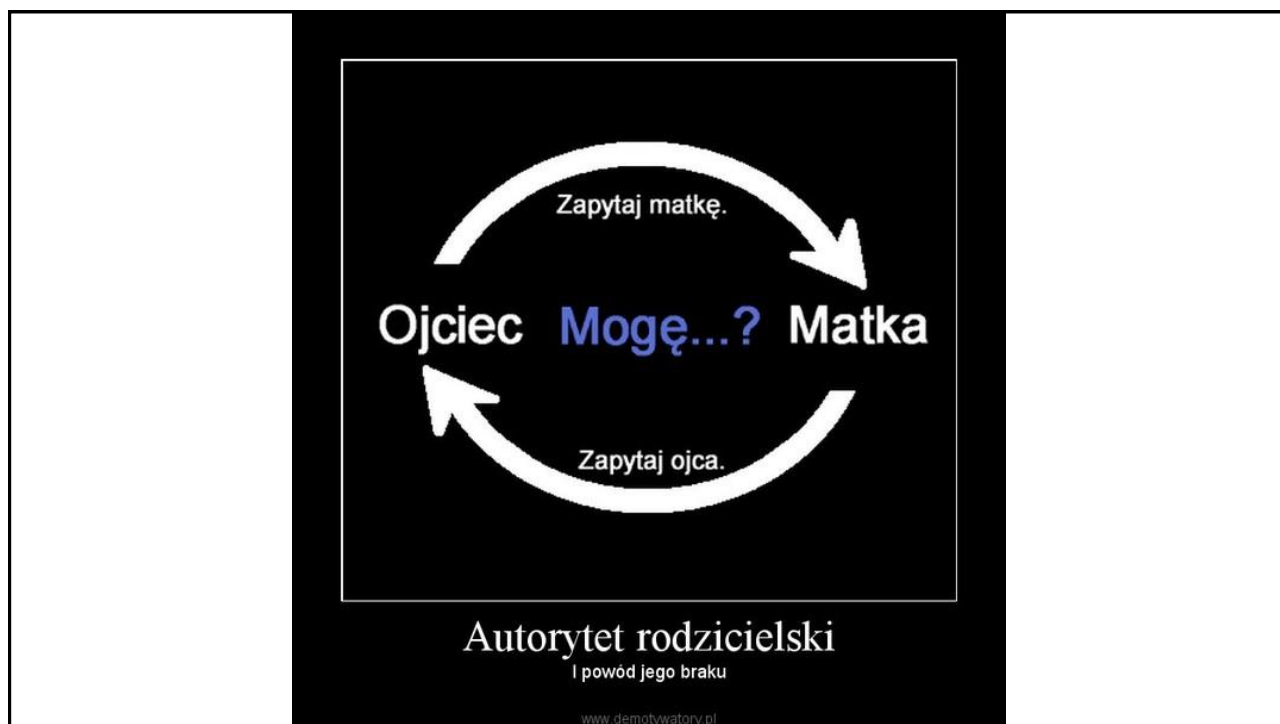 Zapytaj matkę.
Ojciec Mogę...? Matka
Zapytaj ojca.
Autorytet rodzicielski
I powód jego braku
www.demotywatory.pl